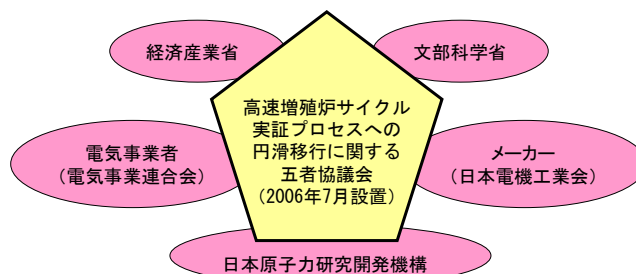 経済産業省
文部科学省
高速増殖炉サイクル
実証プロセスへの
円滑移行に関する
五者協議会
（2006年7月設置）
電気事業者
（電気事業連合会）
メーカー
（日本電機工業会）
日本原子力研究開発機構